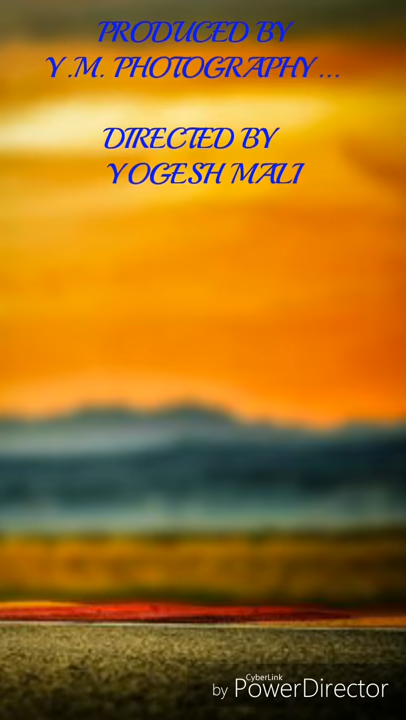 PRODUCED BY
Y.M. PHOTOGRAPHY...
DIRECTED BY
YOGESH MALI
CyberLink
by PowerDirector